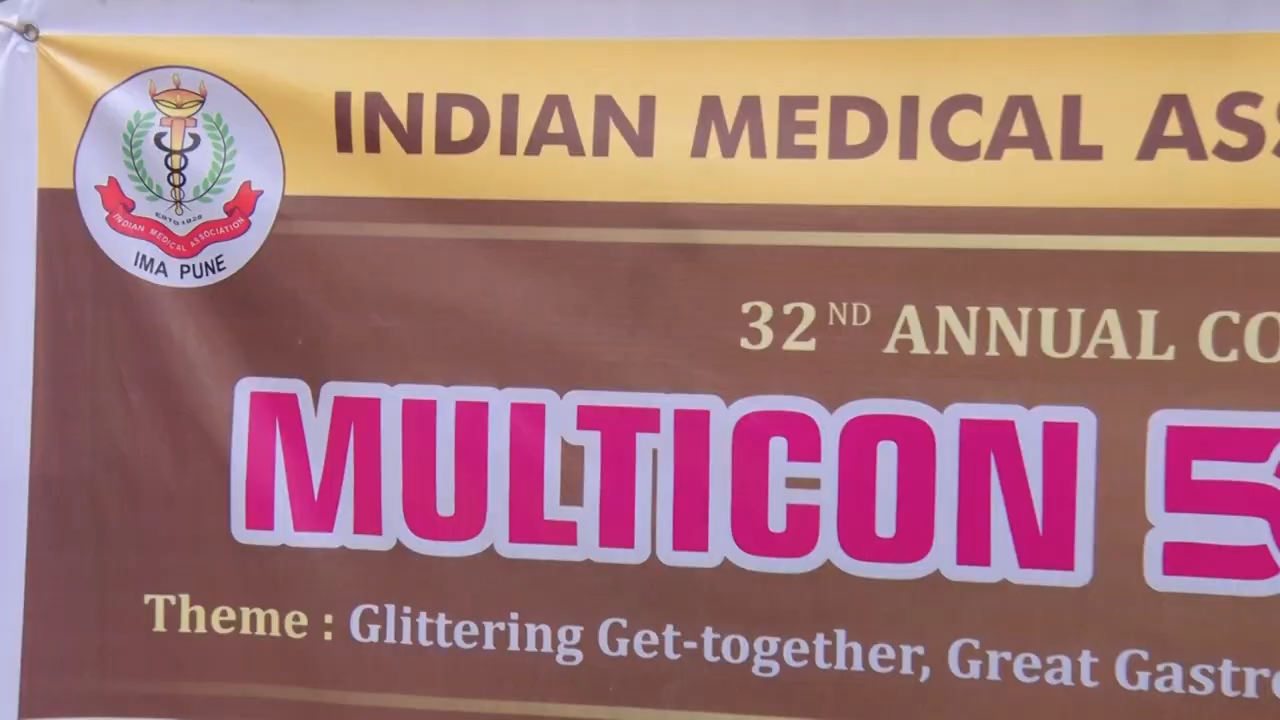 INDIAN MEDICAL ASS
ESTD 1928
INDIAN MEDICAL ASSOCIATION
IMA PUNE
32ND ANNUAL CO
MULTICON 5
Theme : Glittering Get-together, Great Gastr